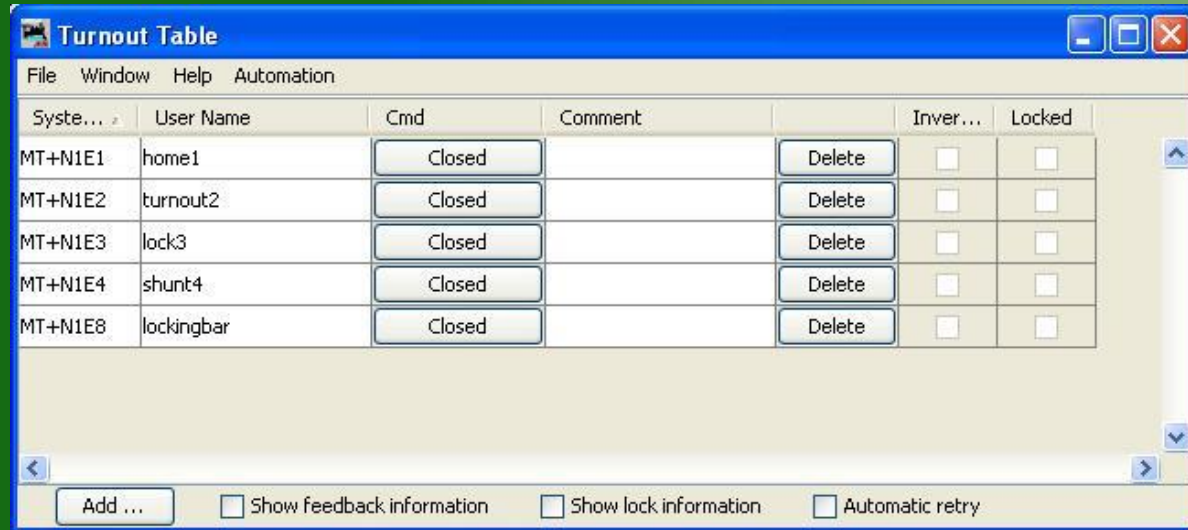 Turnout Table
File Window Help Automation
Syste... User Name Cmd Comment Inver... Locked
MT+N1E1 home1 Closed Delete
MT+N1E2 turnout2 Closed Delete
MT+N1E3 lock3 Closed Delete
MT+N1E4 shunt4 Closed Delete
MT+N1E8 lockingbar Closed Delete
Add ... Show feedback information Show lock information Automatic retry